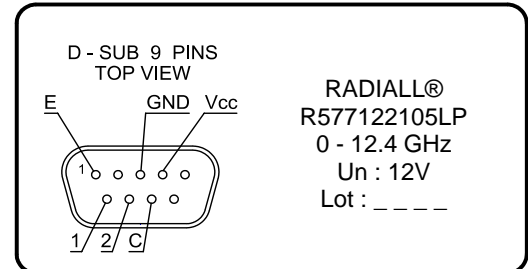 D - SUB 9 PINS
TOP VIEW
E GND Vcc
1
1 2 C
RADIALL®
R577122105LP
0 - 12.4 GHz
Un : 12V
Lot : _ _ _ _